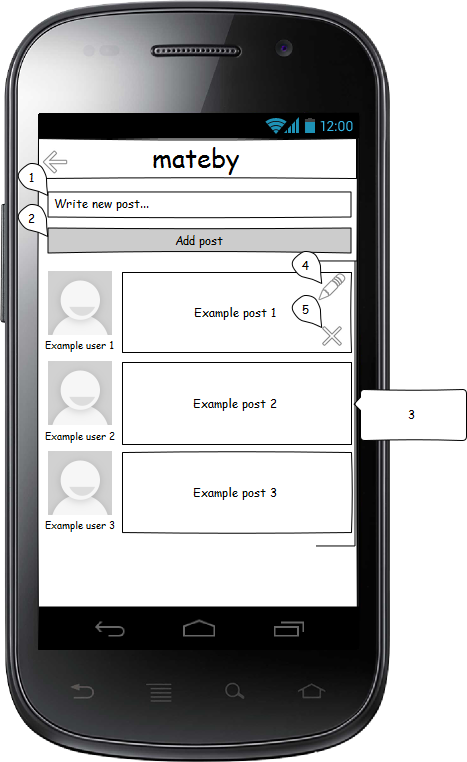 12:00
mateby
1
Write new post...
2
Add post
4
Example post 1
5
Example user 1
Example post 2
3
Example user 2
Example post 3
Example user 3